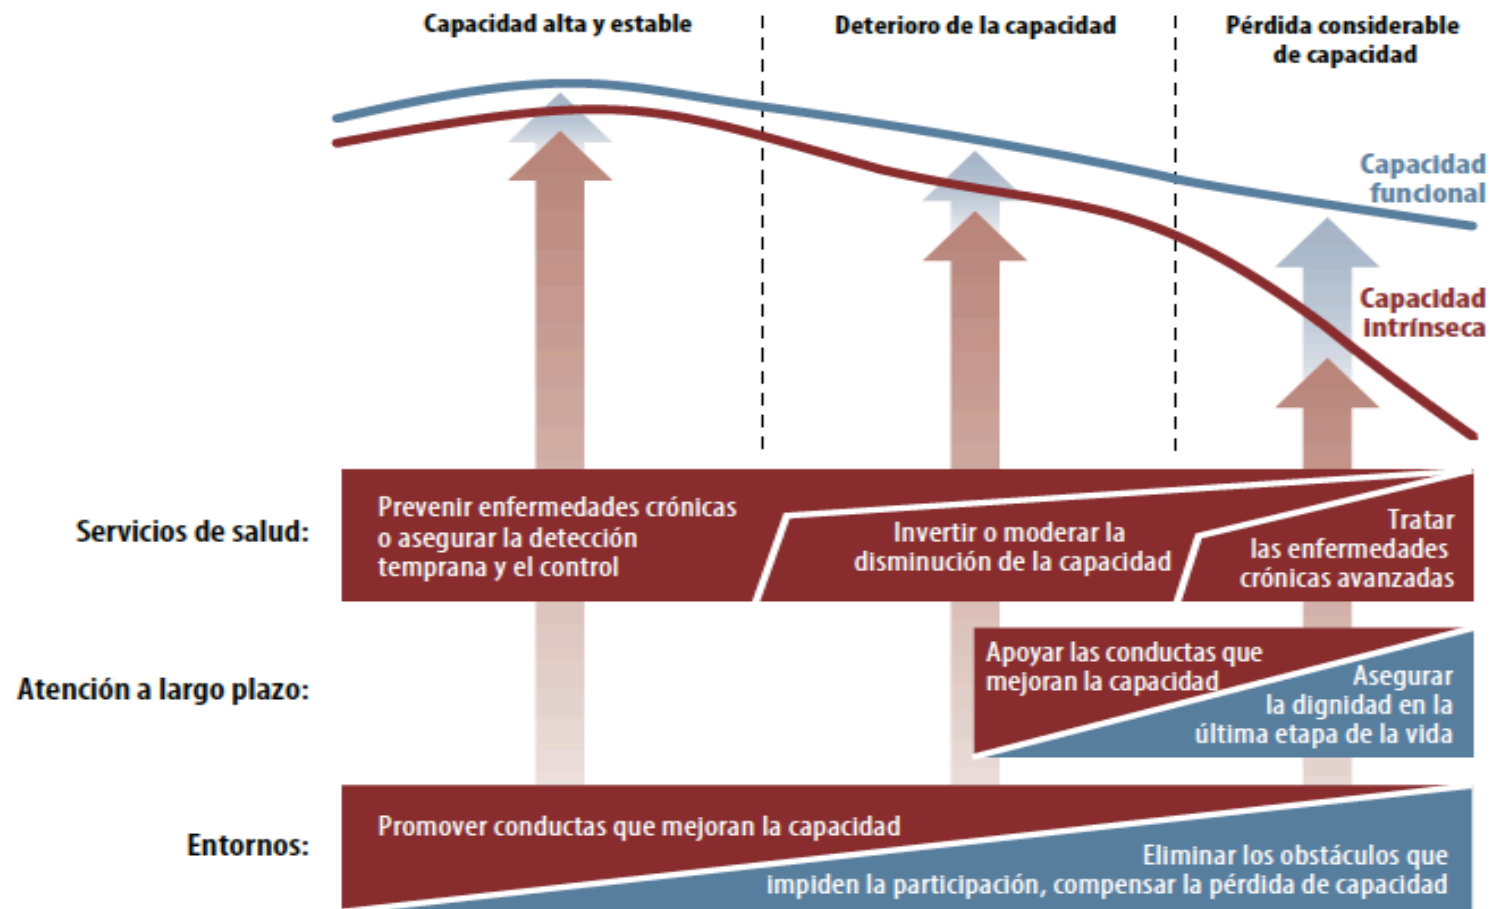 Capacidad alta y estable
Deterioro de la capacidad
Pérdida considerable
de capacidad
Capacidad
funcional
Capacidad
intrínseca
Servicios de salud:
Prevenir enfermedades crónicas
o asegurar la detección
temprana y el control
Invertir o moderar la
disminución de la capacidad
Tratar
las enfermedades
crónicas avanzadas
Atención a largo plazo:
Apoyar las conductas que
mejoran la capacidad
Asegurar
la dignidad en la
última etapa de la vida
Entornos:
Promover conductas que mejoran la capacidad
Eliminar los obstáculos que
impiden la participación, compensar la pérdida de capacidad